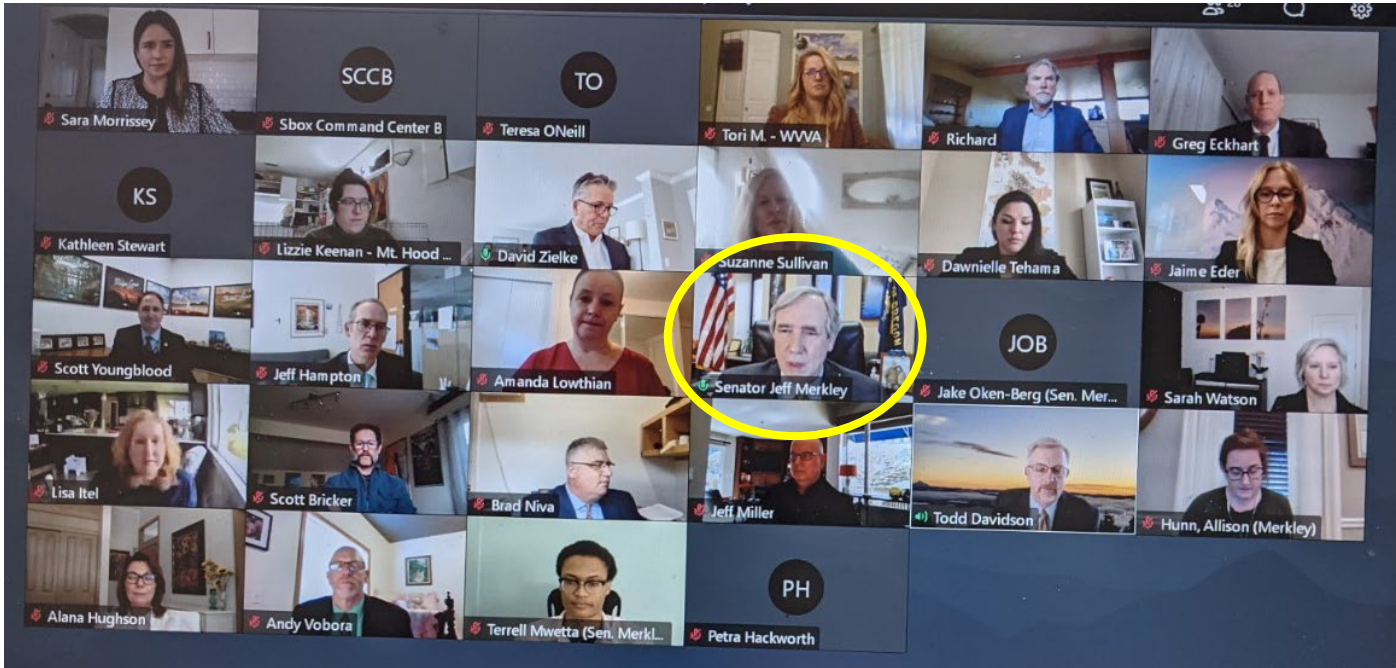 28
SCCB
TO
Sara Morrissey
Sbox Command Center B
Teresa ONeill
Tori M. - WVVA
Richard
Greg Eckhart
KS
Kathleen Stewart
Lizzie Keenan - Mt. Hood ...
David Zielke
Suzanne Sullivan
Dawnielle Tehama
Jaime Eder
OREGON
JOB
Scott Youngblood
Jeff Hampton
Amanda Lowthian
Senator Jeff Merkley
Jake Oken-Berg (Sen. Mer...
Sarah Watson
Lisa Itel
Scott Bricker
Brad Niva
Jeff Miller
Todd Davidson
Hunn, Allison (Merkley)
PH
Alana Hughson
Andy Vobora
Terrell Mwetta (Sen. Merkl...
Petra Hackworth